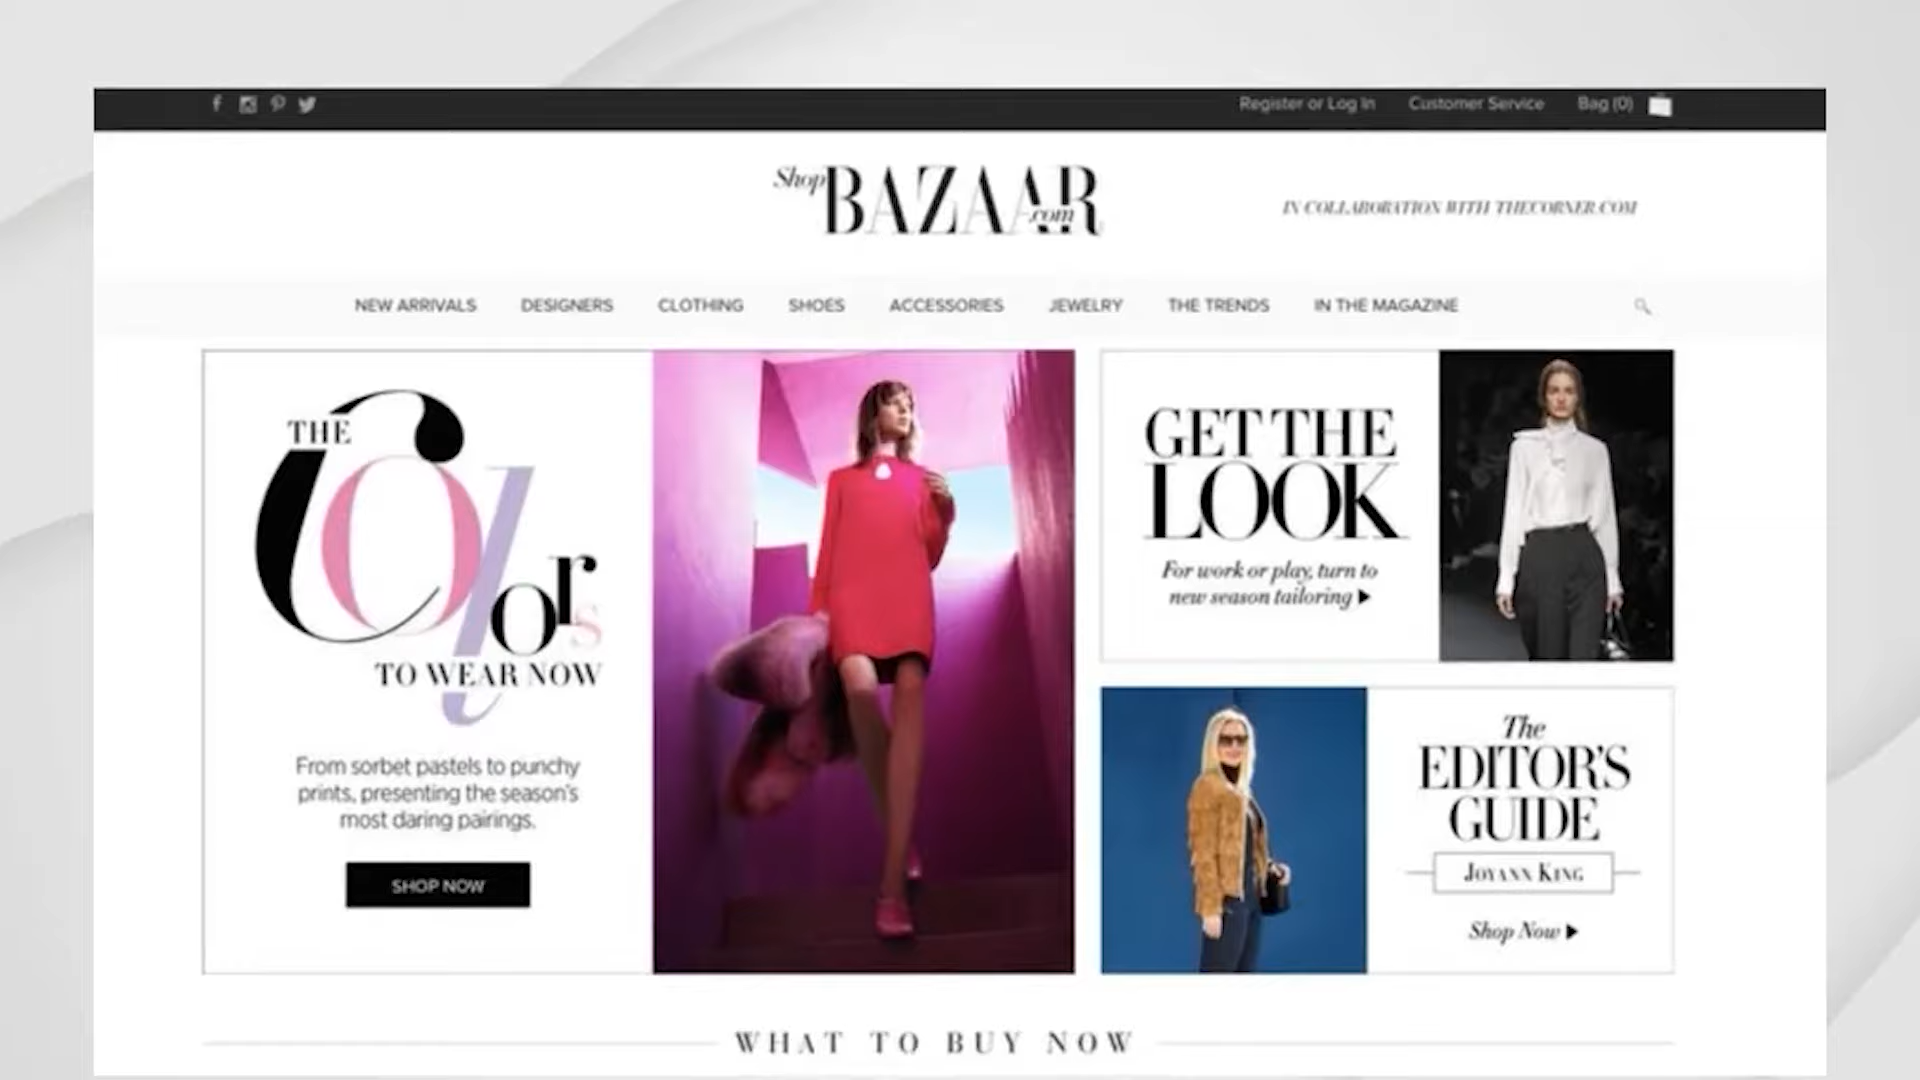 Register or Log In
Customer Service
Bag (0)
Shop BAZAAR .com
IN COLLABORATION WITH THECORNER.COM
NEW ARRIVALS
DESIGNERS
CLOTHING
SHOES
ACCESSORIES
JEWELRY
THE TRENDS
IN THE MAGAZINE
THE
Colors
TO WEAR NOW
From sorbet pastels to punchy
prints, presenting the season's
most daring pairings.
SHOP NOW
GET THE
LOOK
For work or play, turn to
new season tailoring
The
EDITOR'S
GUIDE
JOYANN KING
Shop Now
WHAT TO BUY NOW